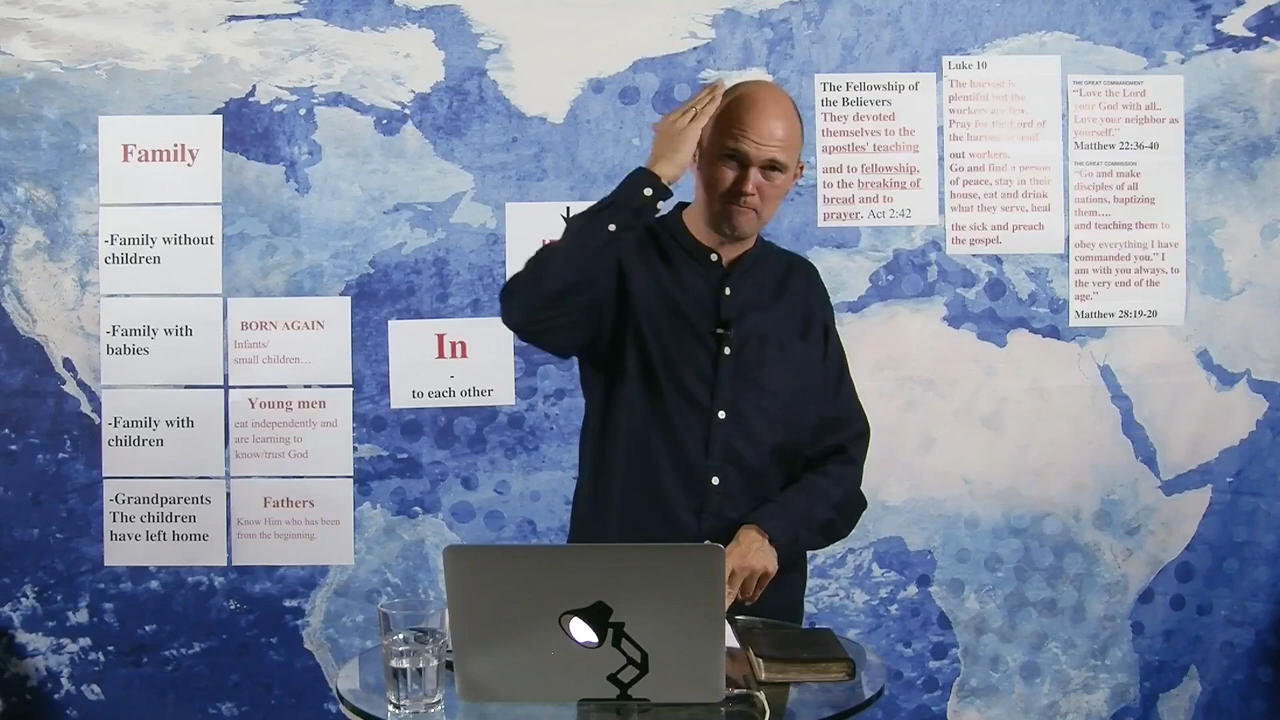 Family
-Family without
children
-Family with
babies
-Family with
children
-Grandparents
The children
have left home
BORN AGAIN
Infants/
small children...
Young men
eat independently and
are learning to
know/trust God
Fathers
Know Him who has been
from the beginning.
In
-
to each other
The Fellowship of
the Believers
They devoted
themselves to the
apostles' teaching
and to fellowship,
to the breaking of
bread and to
prayer. Act 2:42
Luke 10
"The harvest is
plentiful but the
workers are few.
Pray for the Lord of
the harvest to send
out workers.
Go and find a person
of peace, stay in their
house, eat and drink
what they serve, heal
the sick and preach
the gospel.
THE GREAT COMMANDMENT
"Love the Lord
your God with all..
Love your neighbor as
yourself."
Matthew 22:36-40
THE GREAT COMMISSION
"Go and make
disciples of all
nations, baptizing
them....
and teaching them to
obey everything I have
commanded you." I
am with you always, to
the very end of the
age."
Matthew 28:19-20